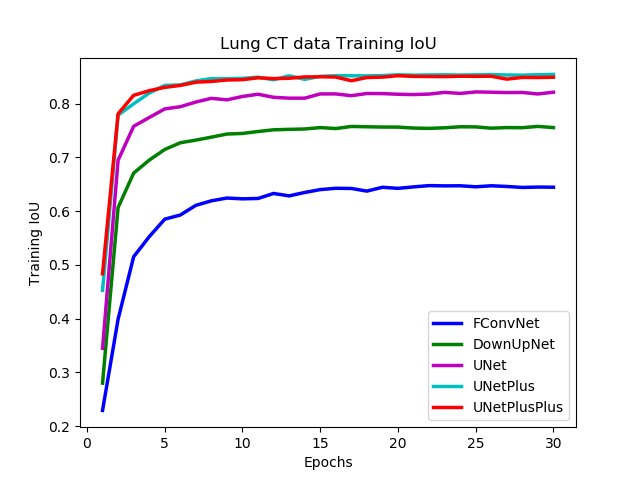 Lung CT data Training IoU
Training IoU
0.8
0.7
0.6
0.5
0.4
0.3
0.2
0
5
10
15
20
25
30
Epochs
FConvNet
DownUpNet
UNet
UNetPlus
UNetPlusPlus